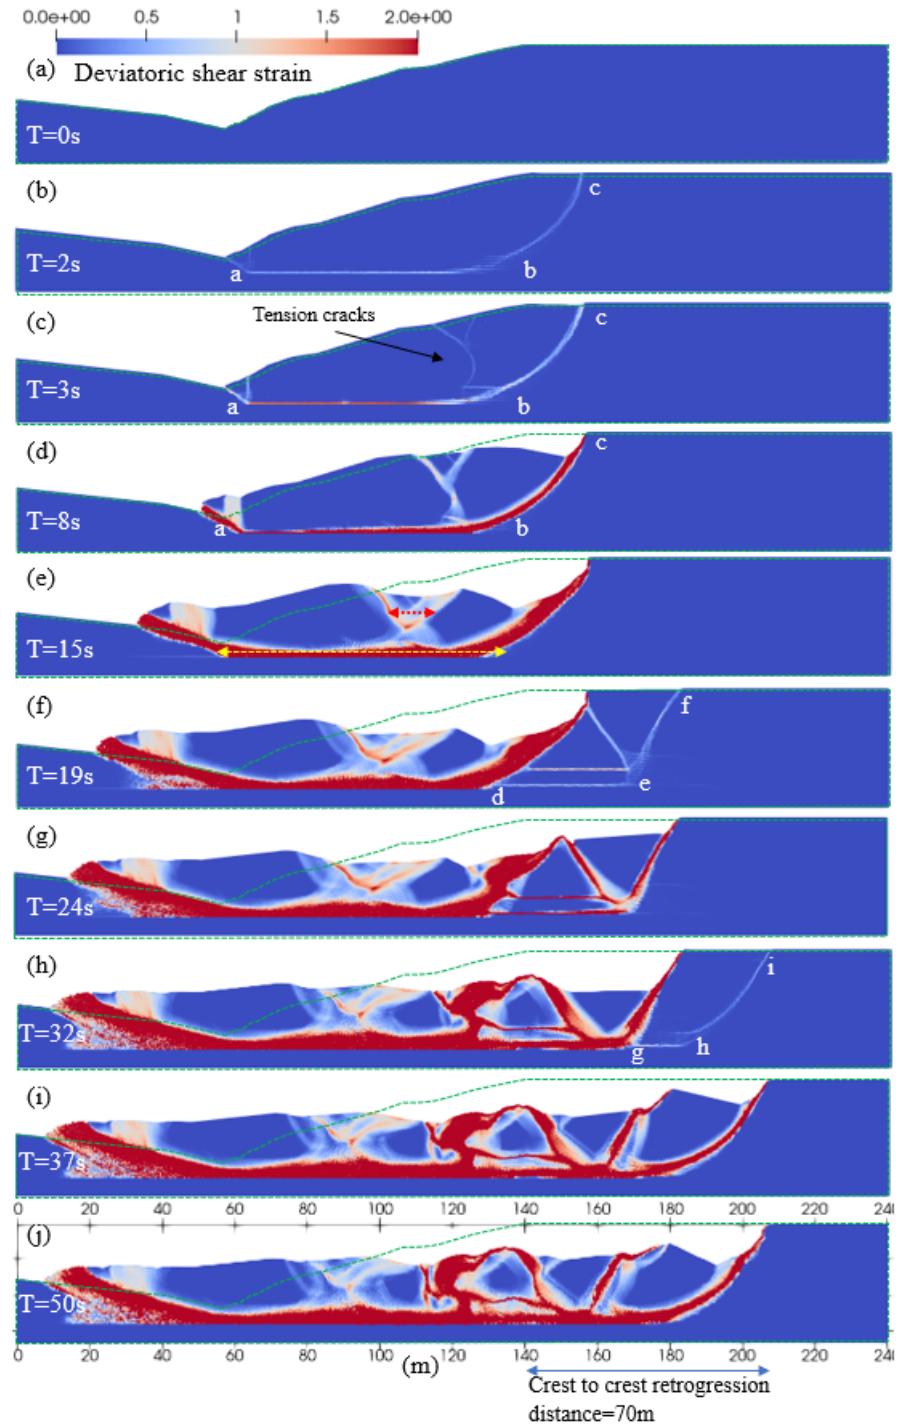 0.0e+00 0.5 1 1.5 2.0e+00
Deviatoric shear strain
(a)
T=0s
(b)
c
T=2s
a
b
(c)
Tension cracks
c
T=3s
a
b
(d)
c
T=8s
a
b
(e)
T=15s
(f)
f
T=19s
d
e
(g)
T=24s
(h)
i
T=32s
g
h
(i)
T=37s
0 20 40 60 80 100 120 140 160 180 200 220
(j)
T=50s
0 20 40 60 80 100 120 140 160 180 200 220
(m)
Crest to crest retrogression
distance=70m